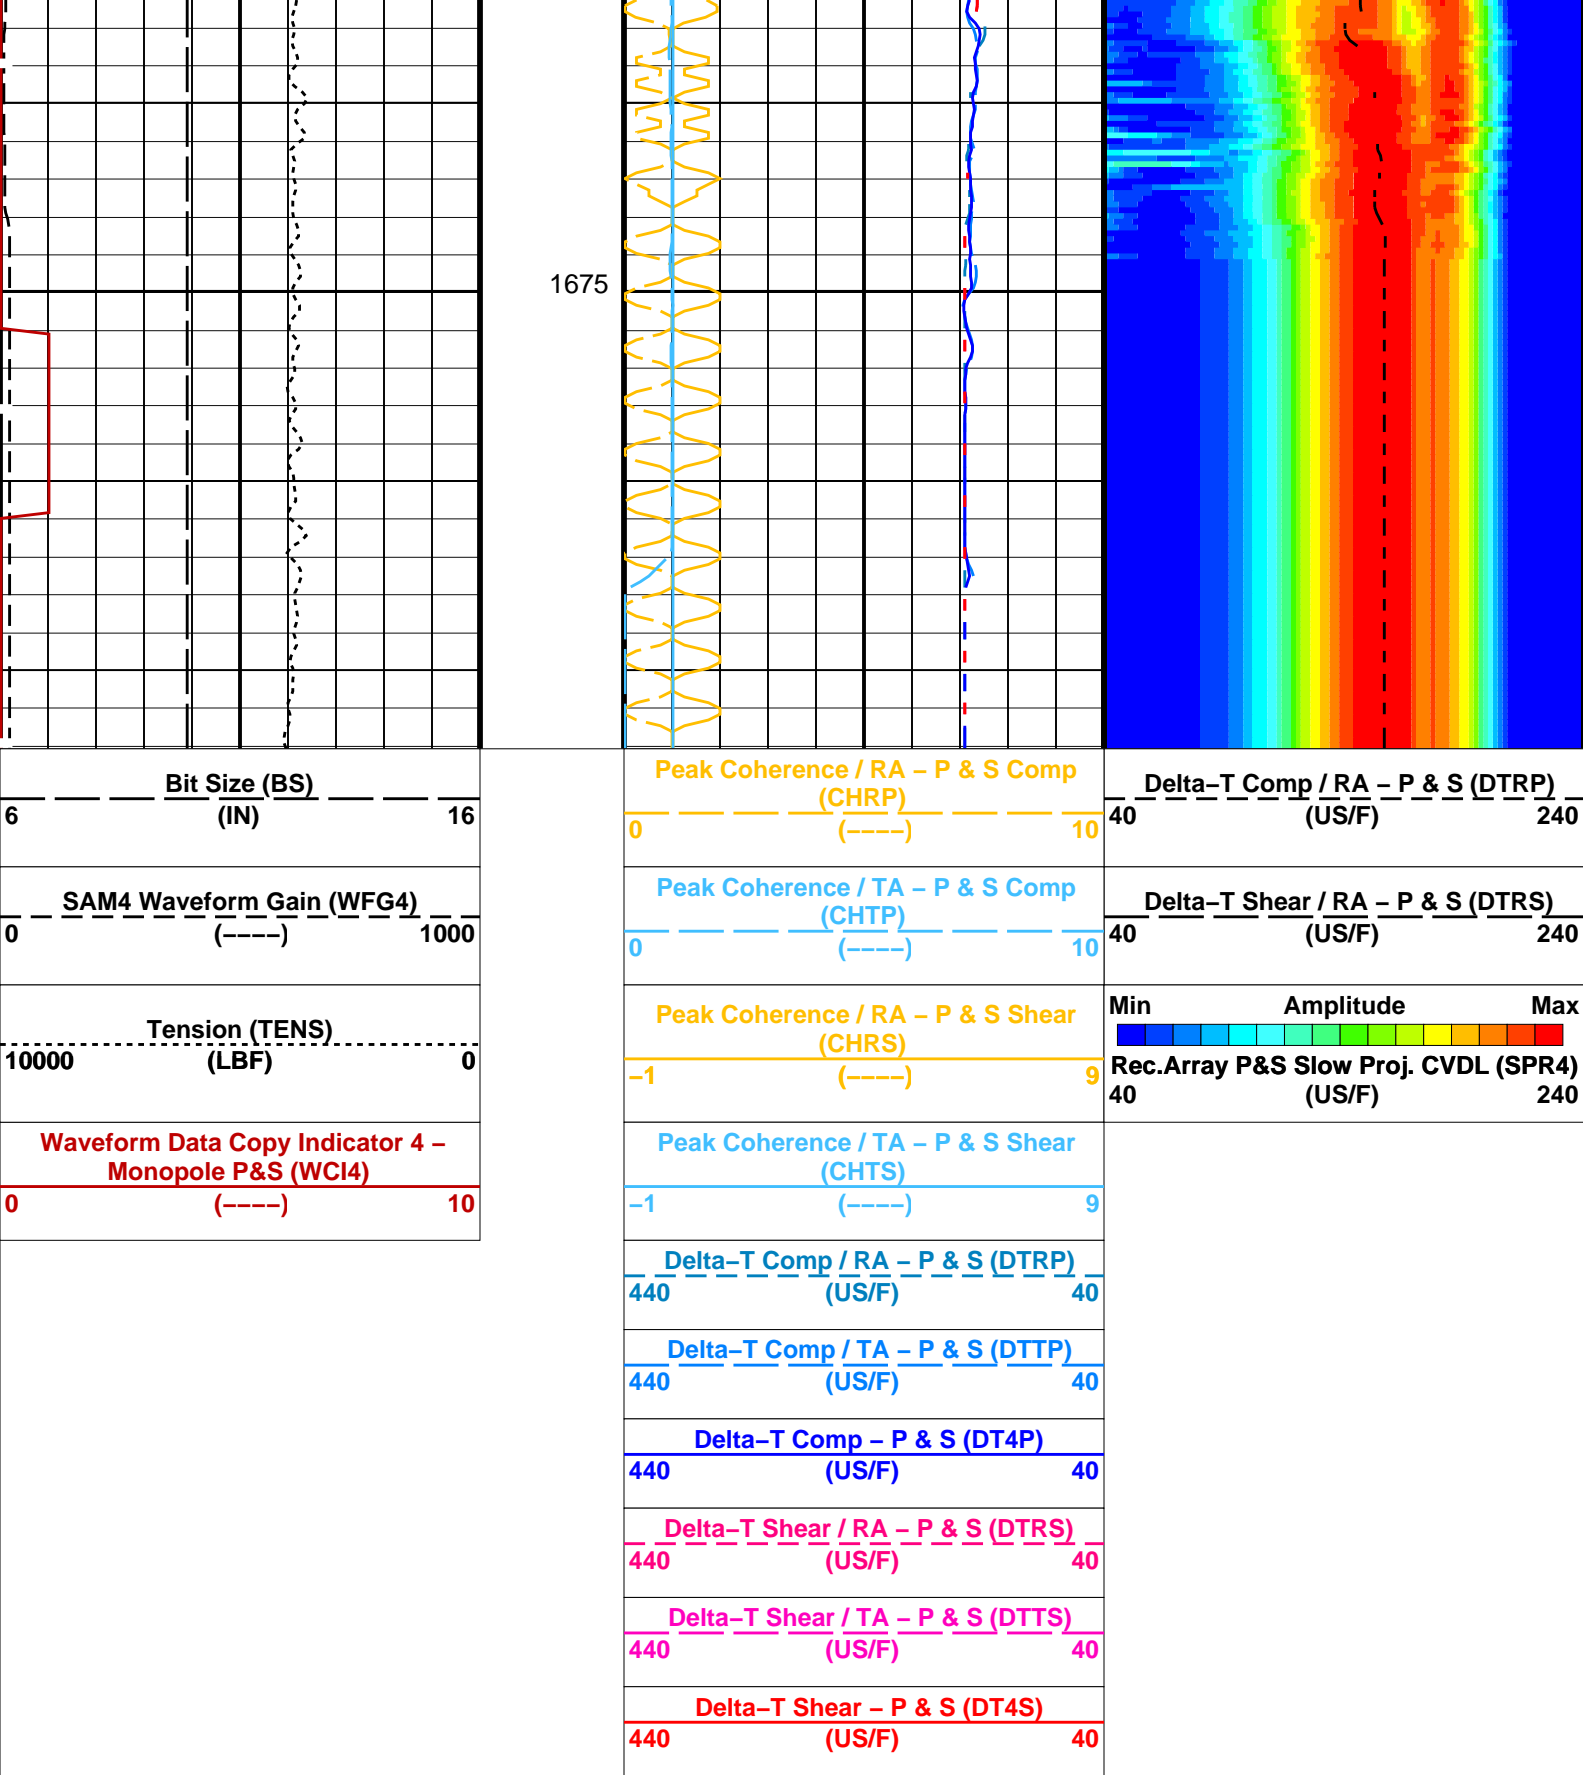 1675
Bit Size (BS)
6 (IN) 16
SAM4 Waveform Gain (WFG4)
0 (––––) 1000
Tension (TENS)
10000 (LBF) 0
Waveform Data Copy Indicator 4 –
Monopole P&S (WCI4)
0 (––––) 10
Peak Coherence / RA – P & S Comp
(CHRP)
0 (––––) 10
Peak Coherence / TA – P & S Comp
(CHTP)
0 (––––) 10
Peak Coherence / RA – P & S Shear
(CHRS)
–1 (––––) 9
Peak Coherence / TA – P & S Shear
(CHTS)
–1 (––––) 9
Delta–T Comp / RA – P & S (DTRP)
440 (US/F) 40
Delta–T Comp / TA – P & S (DTTP)
440 (US/F) 40
Delta–T Comp – P & S (DT4P)
440 (US/F) 40
Delta–T Shear / RA – P & S (DTRS)
440 (US/F) 40
Delta–T Shear / TA – P & S (DTTS)
440 (US/F) 40
Delta–T Shear – P & S (DT4S)
440 (US/F) 40
Delta–T Comp / RA – P & S (DTRP)
40 (US/F) 240
Delta–T Shear / RA – P & S (DTRS)
40 (US/F) 240
Min Amplitude Max
Rec.Array P&S Slow Proj. CVDL (SPR4)
40 (US/F) 240